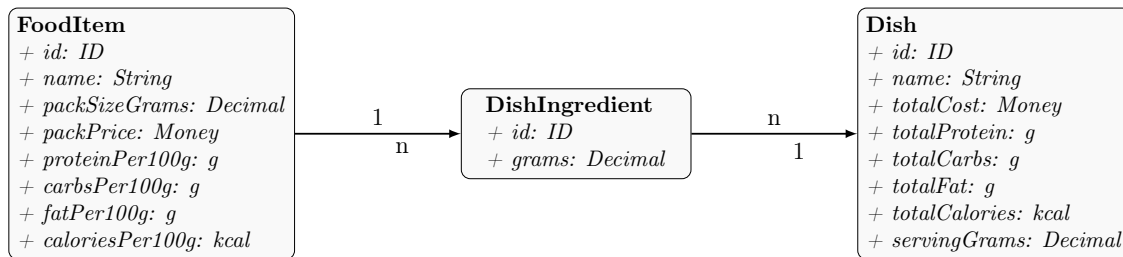 FoodItem
+ id: ID
+ name: String
+ packSizeGrams: Decimal
+ packPrice: Money
+ proteinPer100g: g
+ carbsPer100g: g
+ fatPer100g: g
+ caloriesPer100g: kcal
1
n
DishIngredient
+ id: ID
+ grams: Decimal
n
1
Dish
+ id: ID
+ name: String
+ totalCost: Money
+ totalProtein: g
+ totalCarbs: g
+ totalFat: g
+ totalCalories: kcal
+ servingGrams: Decimal